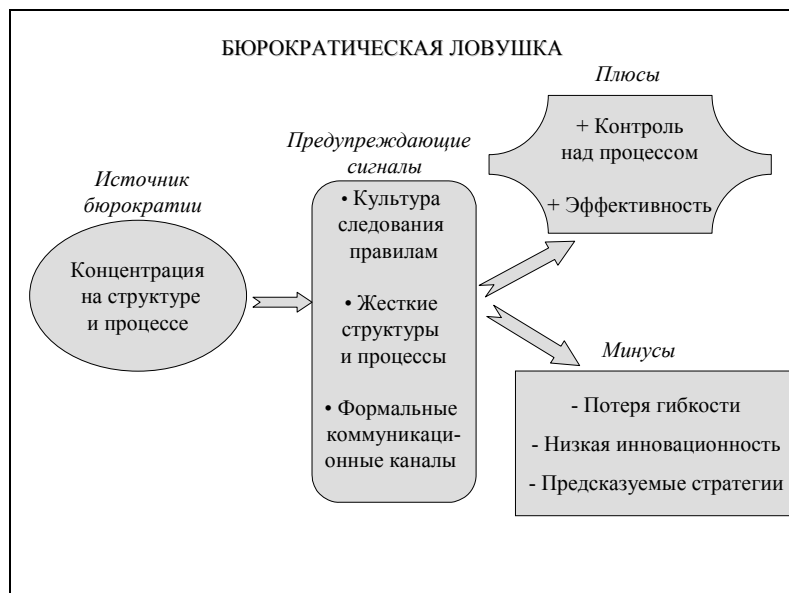 БЮРОКРАТИЧЕСКАЯ ЛОВУШКА
Источник
бюрократии
Концентрация
на структуре
и процессе
Предупреждающие
сигналы
• Культура
следования
правилам
• Жесткие
структуры
и процессы
• Формальные
коммуникаци-
онные каналы
Плюсы
+ Контроль
над процессом
+ Эффективность
Минусы
- Потеря гибкости
- Низкая инновационность
- Предсказуемые стратегии